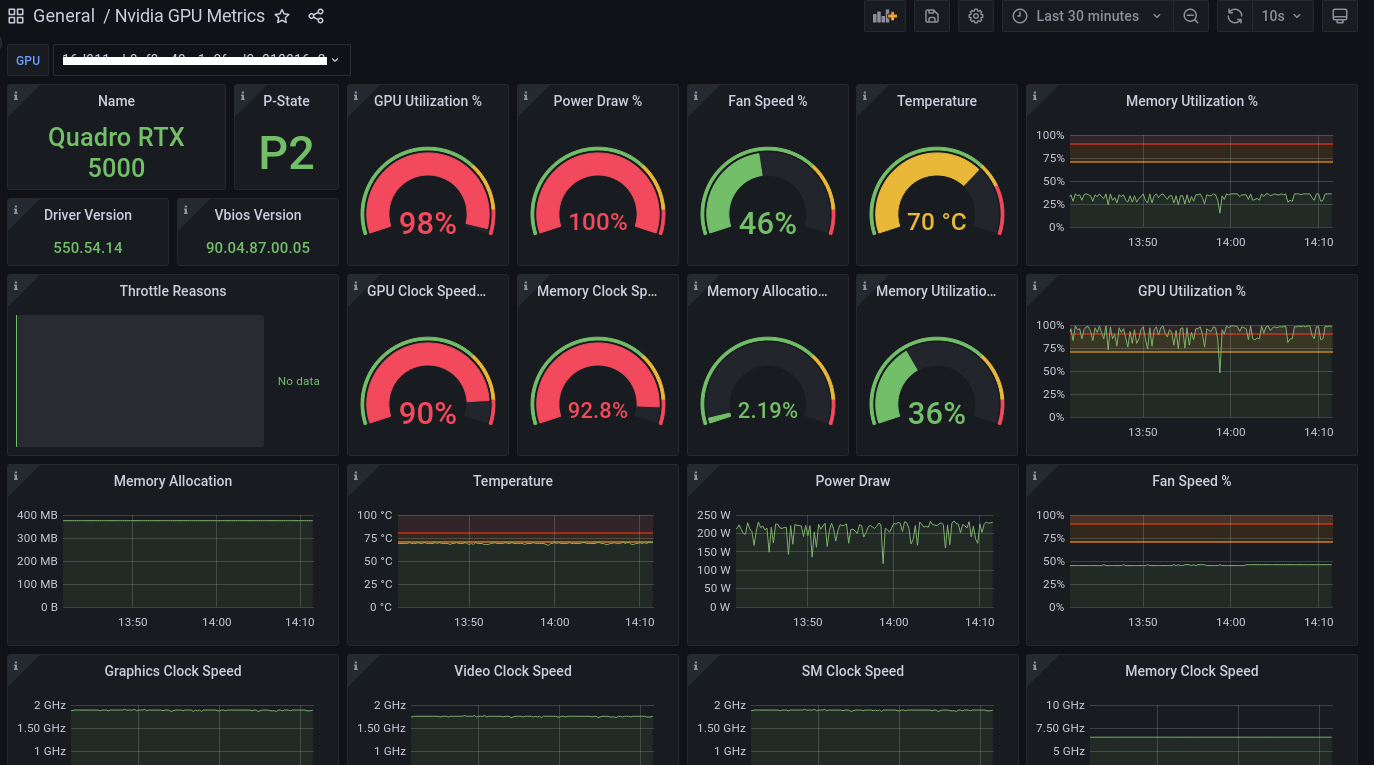 General / Nvidia GPU Metrics
Last 30 minutes
10s
GPU
Name
Quadro RTX
5000
P-State
P2
GPU Utilization %
98%
Power Draw %
100%
Fan Speed %
46%
Temperature
70 °C
Memory Utilization %
100%
75%
50%
25%
0%
13:50 14:00 14:10
Driver Version
550.54.14
Vbios Version
90.04.87.00.05
Throttle Reasons
No data
GPU Clock Speed...
90%
Memory Clock Sp...
92.8%
Memory Allocatio...
2.19%
Memory Utilizatio...
36%
GPU Utilization %
100%
75%
50%
25%
0%
13:50 14:00 14:10
Memory Allocation
400 MB
300 MB
200 MB
100 MB
0 B
13:50 14:00 14:10
Temperature
100 °C
75 °C
50 °C
25 °C
0 °C
13:50 14:00 14:10
Power Draw
250 W
200 W
150 W
100 W
50 W
0 W
13:50 14:00 14:10
Fan Speed %
100%
75%
50%
25%
0%
13:50 14:00 14:10
Graphics Clock Speed
2 GHz
1.50 GHz
1 GHz
Video Clock Speed
2 GHz
1.50 GHz
1 GHz
SM Clock Speed
2 GHz
1.50 GHz
1 GHz
Memory Clock Speed
10 GHz
7.50 GHz
5 GHz